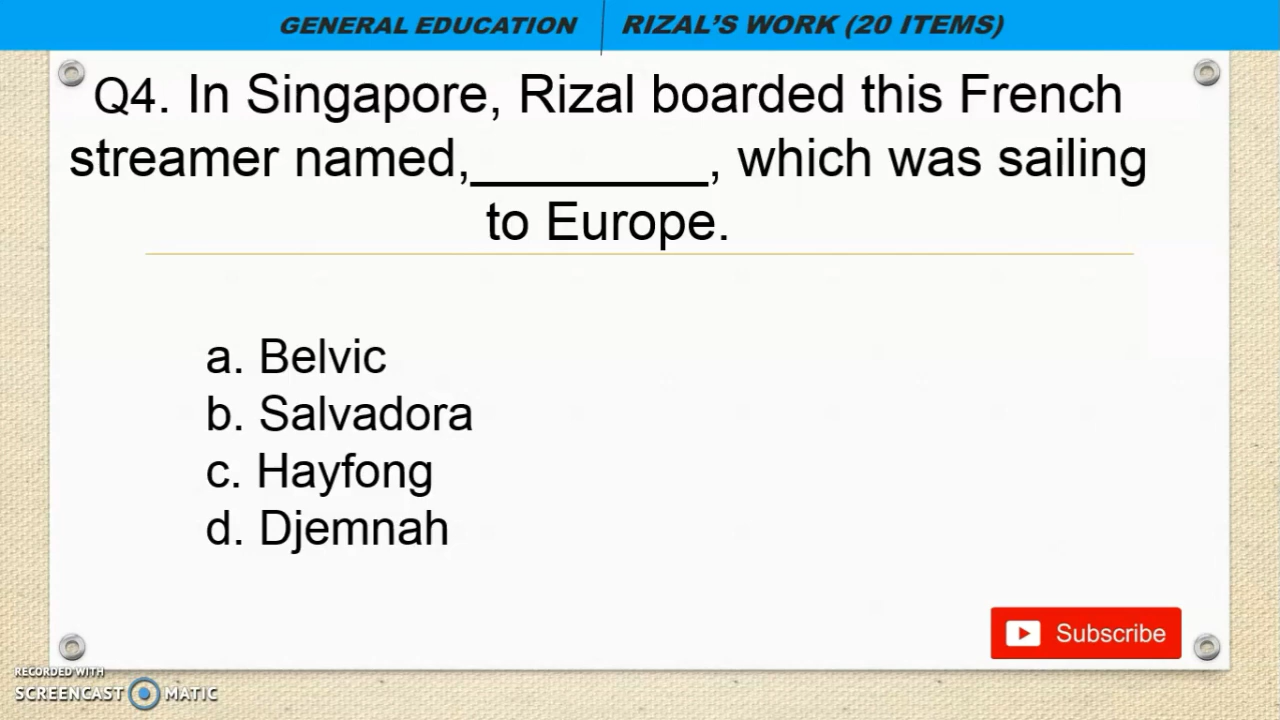 GENERAL EDUCATION
RIZAL'S WORK (20 ITEMS)
Q4. In Singapore, Rizal boarded this French
streamer named,________, which was sailing
to Europe.
a. Belvic
b. Salvadora
c. Hayfong
d. Djemnah
Subscribe
RECORDED WITH
SCREENCAST MATIC